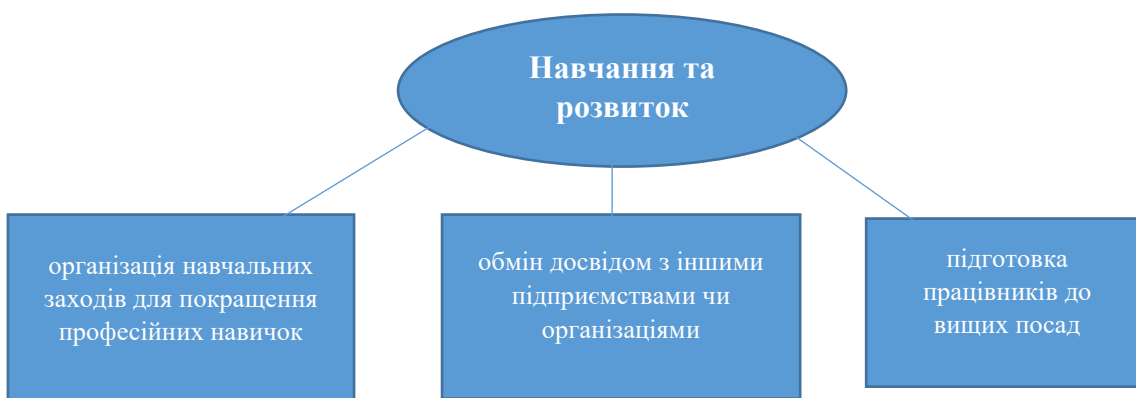 Навчання та
розвиток
організація навчальних
заходів для покращення
професійних навичок
обмін досвідом з іншими
підприємствами чи
організаціями
підготовка
працівників до
вищих посад